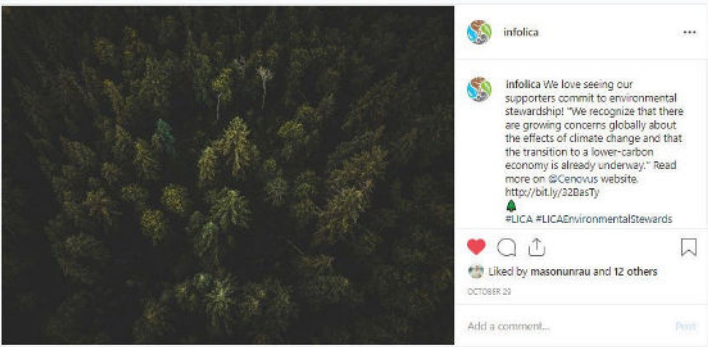 infolica
infolica We love seeing our
supporters commit to environmental
stewardship! "We recognize that there
are growing concerns globally about
the effects of climate change and that
the transition to a lower-carbon
economy is already underway." Read
more on @Cenovus website.
http://bit.ly/32BasTy
#LICA #LICAEnvironmentalStewards
Liked by masonunrau and 12 others
OCTOBER 29
Add a comment... Post